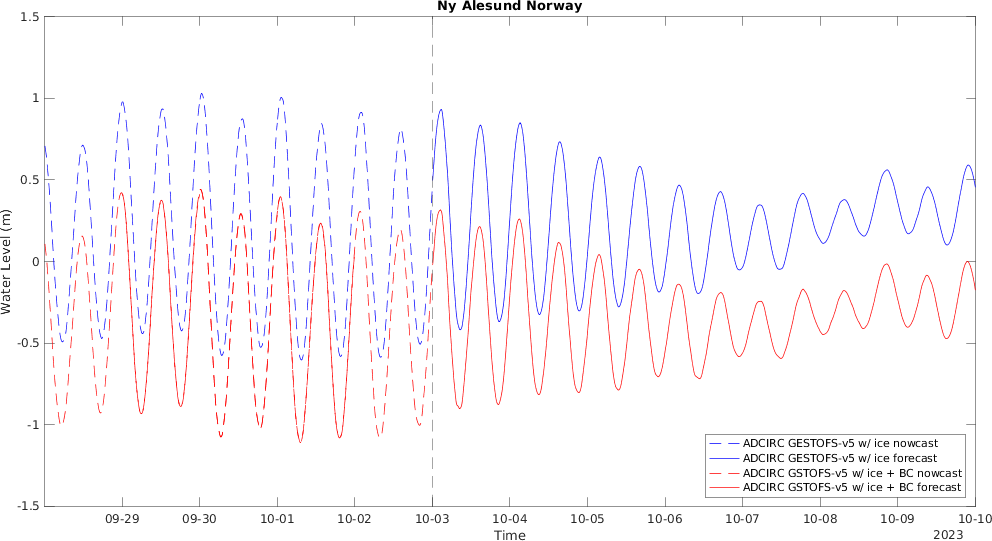 Ny Alesund Norway
1.5
1
0.5
0
-0.5
-1
-1.5
Water Level (m)
ADCIRC GESTOFS-v5 w/ ice nowcast
ADCIRC GESTOFS-v5 w/ ice forecast
ADCIRC GSTOFS-v5 w/ ice + BC nowcast
ADCIRC GSTOFS-v5 w/ ice + BC forecast
09-29 09-30 10-01 10-02 10-03 10-04 10-05 10-06 10-07 10-08 10-09 10-10
Time
2023